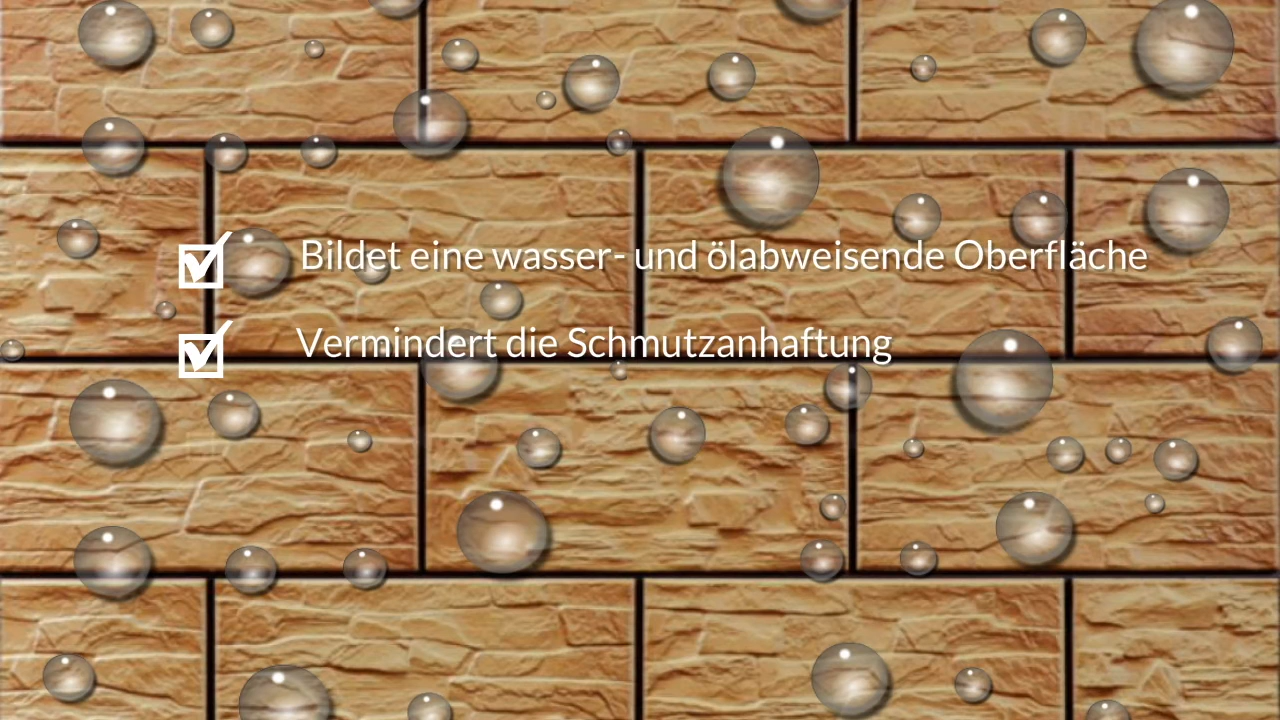 Bildet eine wasser- und ölabweisende Oberfläche
Vermindert die Schmutzanhaftung